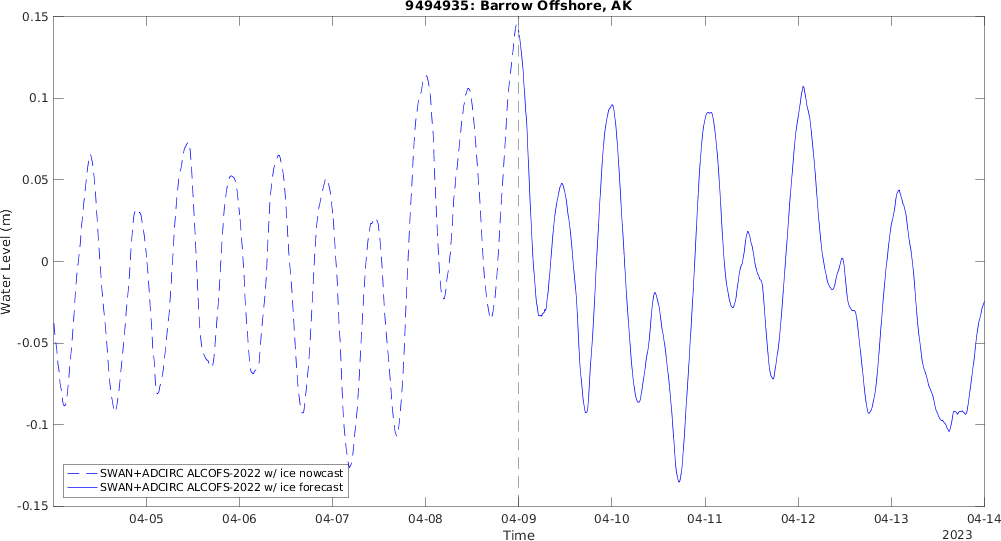 9494935: Barrow Offshore, AK
0.15
0.1
0.05
0
-0.05
-0.1
-0.15
Water Level (m)
SWAN+ADCIRC ALCOFS-2022 w/ ice nowcast
SWAN+ADCIRC ALCOFS-2022 w/ ice forecast
04-05 04-06 04-07 04-08 04-09 04-10 04-11 04-12 04-13 04-14
Time
2023